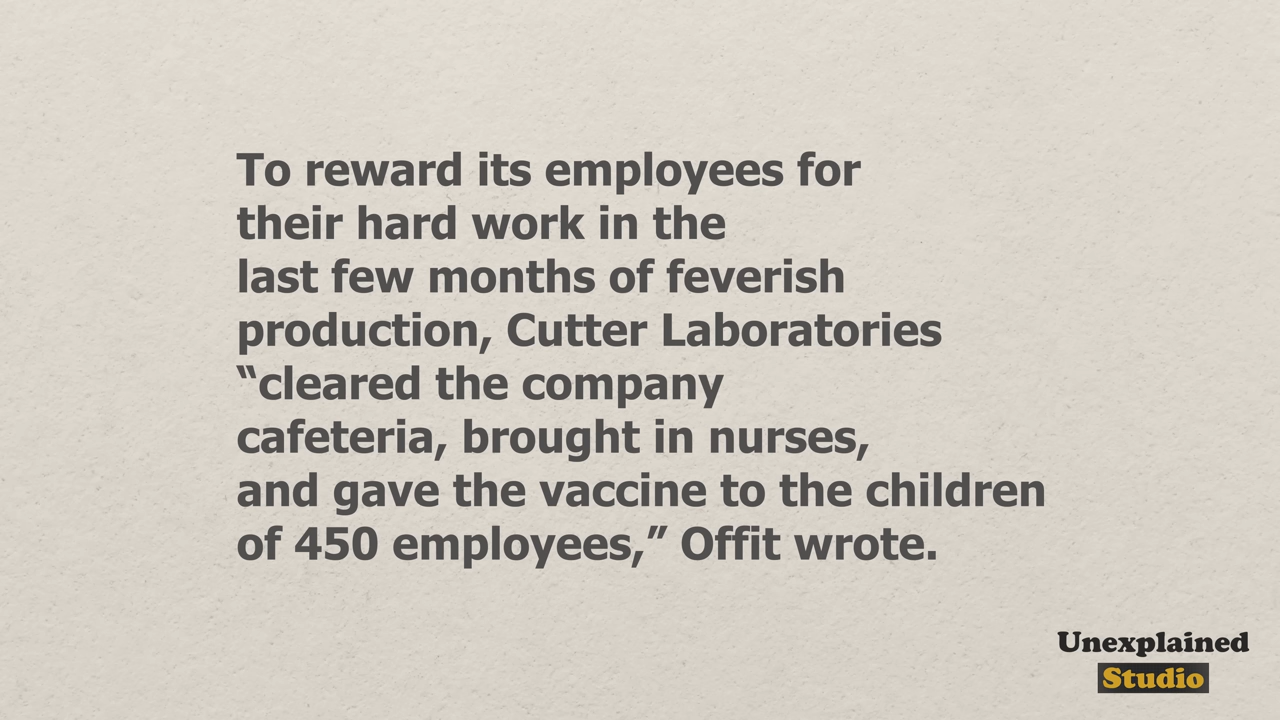 To reward its employees for
their hard work in the
last few months of feverish
production, Cutter Laboratories
“cleared the company
cafeteria, brought in nurses,
and gave the vaccine to the children
of 450 employees,” Offit wrote.
Unexplained
Studio